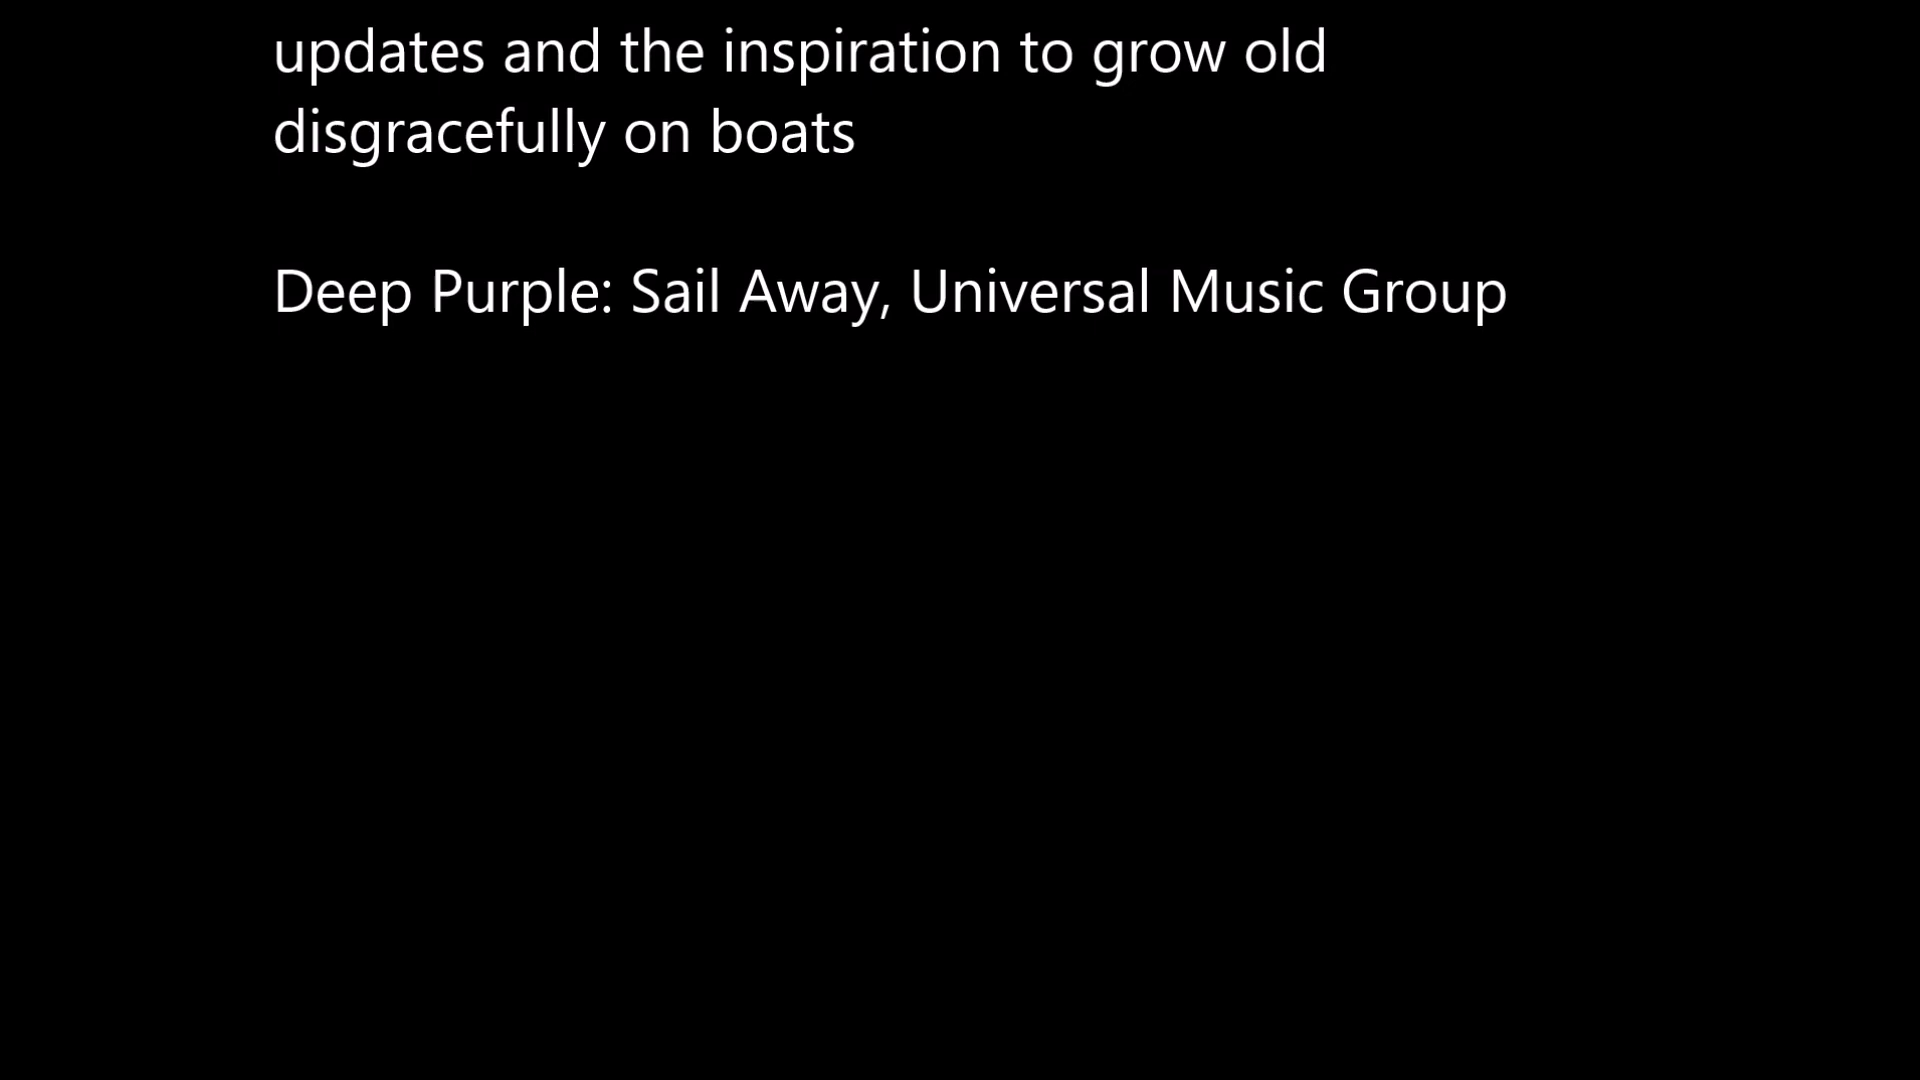 updates and the inspiration to grow old
disgracefully on boats
Deep Purple: Sail Away, Universal Music Group